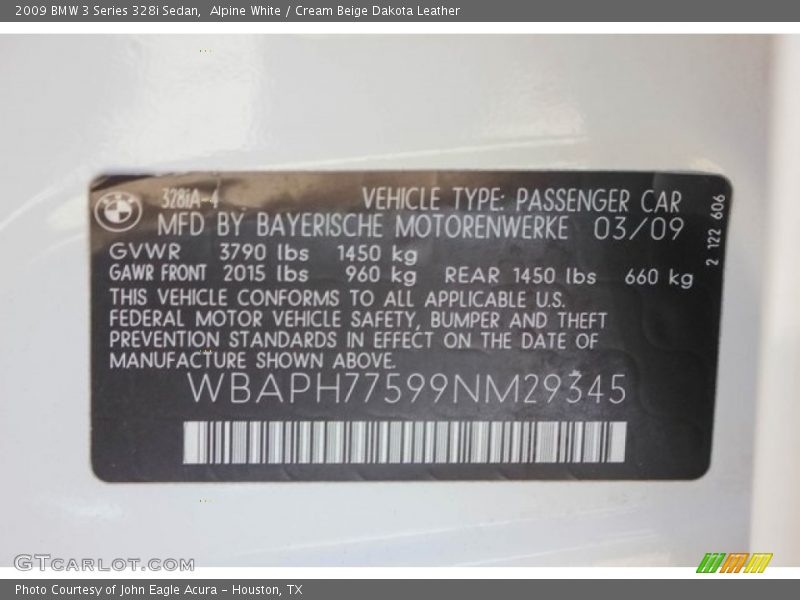 2009 BMW 3 Series 328i Sedan,  Alpine White / Cream Beige Dakota Leather
328iA-4 VEHICLE TYPE: PASSENGER CAR
MFD BY BAYERISCHE MOTORENWERKE 03/09
GVWR 3790 lbs 1450 kg
GAWR FRONT 2015 lbs 960 kg REAR 1450 lbs 660 kg
THIS VEHICLE CONFORMS TO ALL APPLICABLE U.S.
FEDERAL MOTOR VEHICLE SAFETY, BUMPER AND THEFT
PREVENTION STANDARDS IN EFFECT ON THE DATE OF
MANUFACTURE SHOWN ABOVE.
WBAPH77599NM29345
2 122 606
BMW
GTcarlot.com
Photo Courtesy of John Eagle Acura - Houston, TX